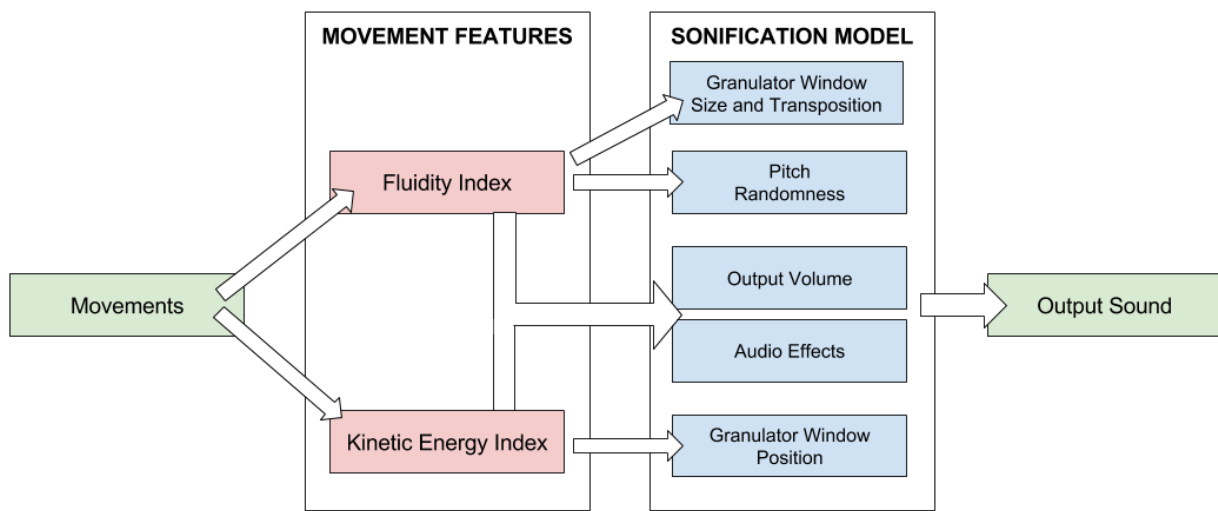 MOVEMENT FEATURES
SONIFICATION MODEL
Granulator Window
Size and Transposition
Fluidity Index
Pitch
Randomness
Movements
Output Volume
Output Sound
Audio Effects
Kinetic Energy Index
Granulator Window
Position